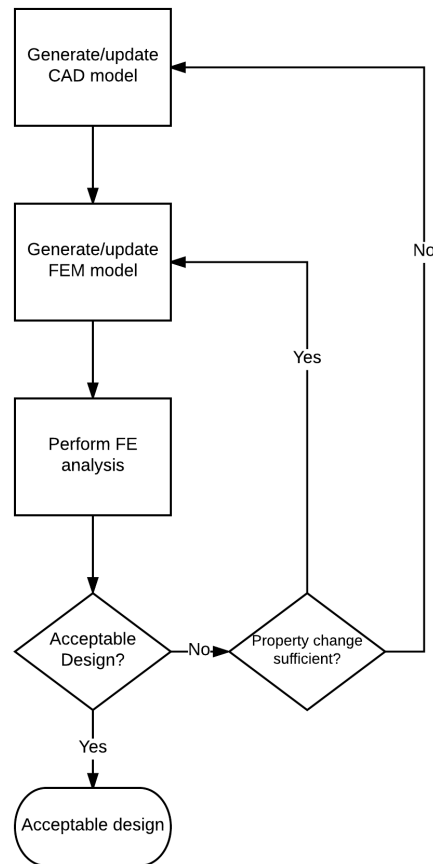 Generate/update
CAD model
No
Generate/update
FEM model
Yes
Perform FE
analysis
Acceptable
Design?
No
Property change
sufficient?
Yes
Acceptable design